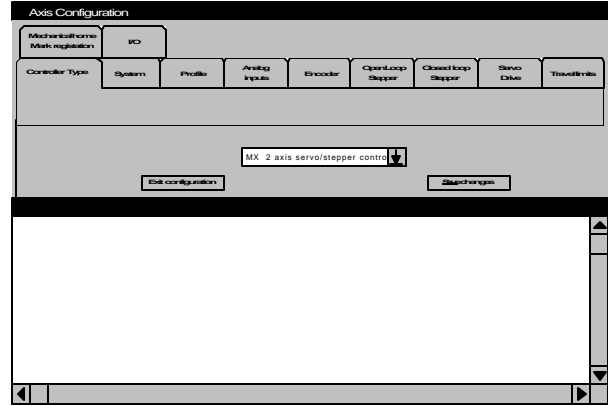 Axis Configuration
Mechanical home
Mark registation
I/O
Controller Type
System
Profile
Analog
inputs
Encoder
Open Loop
Stepper
Closed loop
Stepper
Servo
Drive
Travel limits
MX 2 axis servo/stepper contro
Exit configuration
Save changes